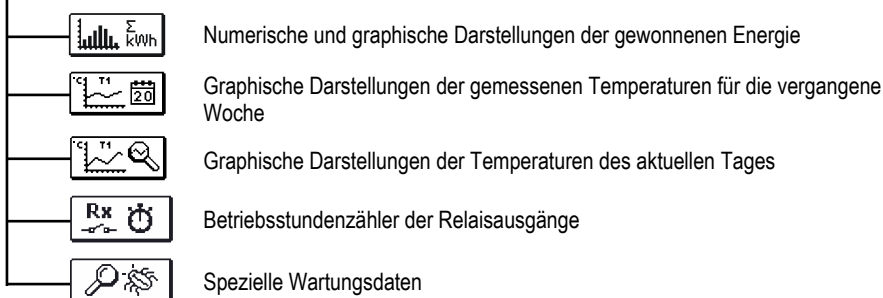 Σ
kWh
Numerische und graphische Darstellungen der gewonnenen Energie
°C T1
20
Graphische Darstellungen der gemessenen Temperaturen für die vergangene
Woche
°C T1
Graphische Darstellungen der Temperaturen des aktuellen Tages
Rx
Betriebsstundenzähler der Relaisausgänge
Spezielle Wartungsdaten